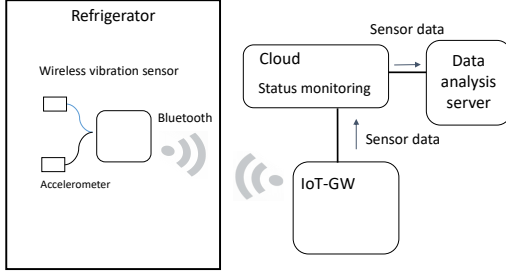 Refrigerator
Wireless vibration sensor
Bluetooth
Accelerometer
Sensor data
Cloud
Status monitoring
Data
analysis
server
Sensor data
IoT-GW